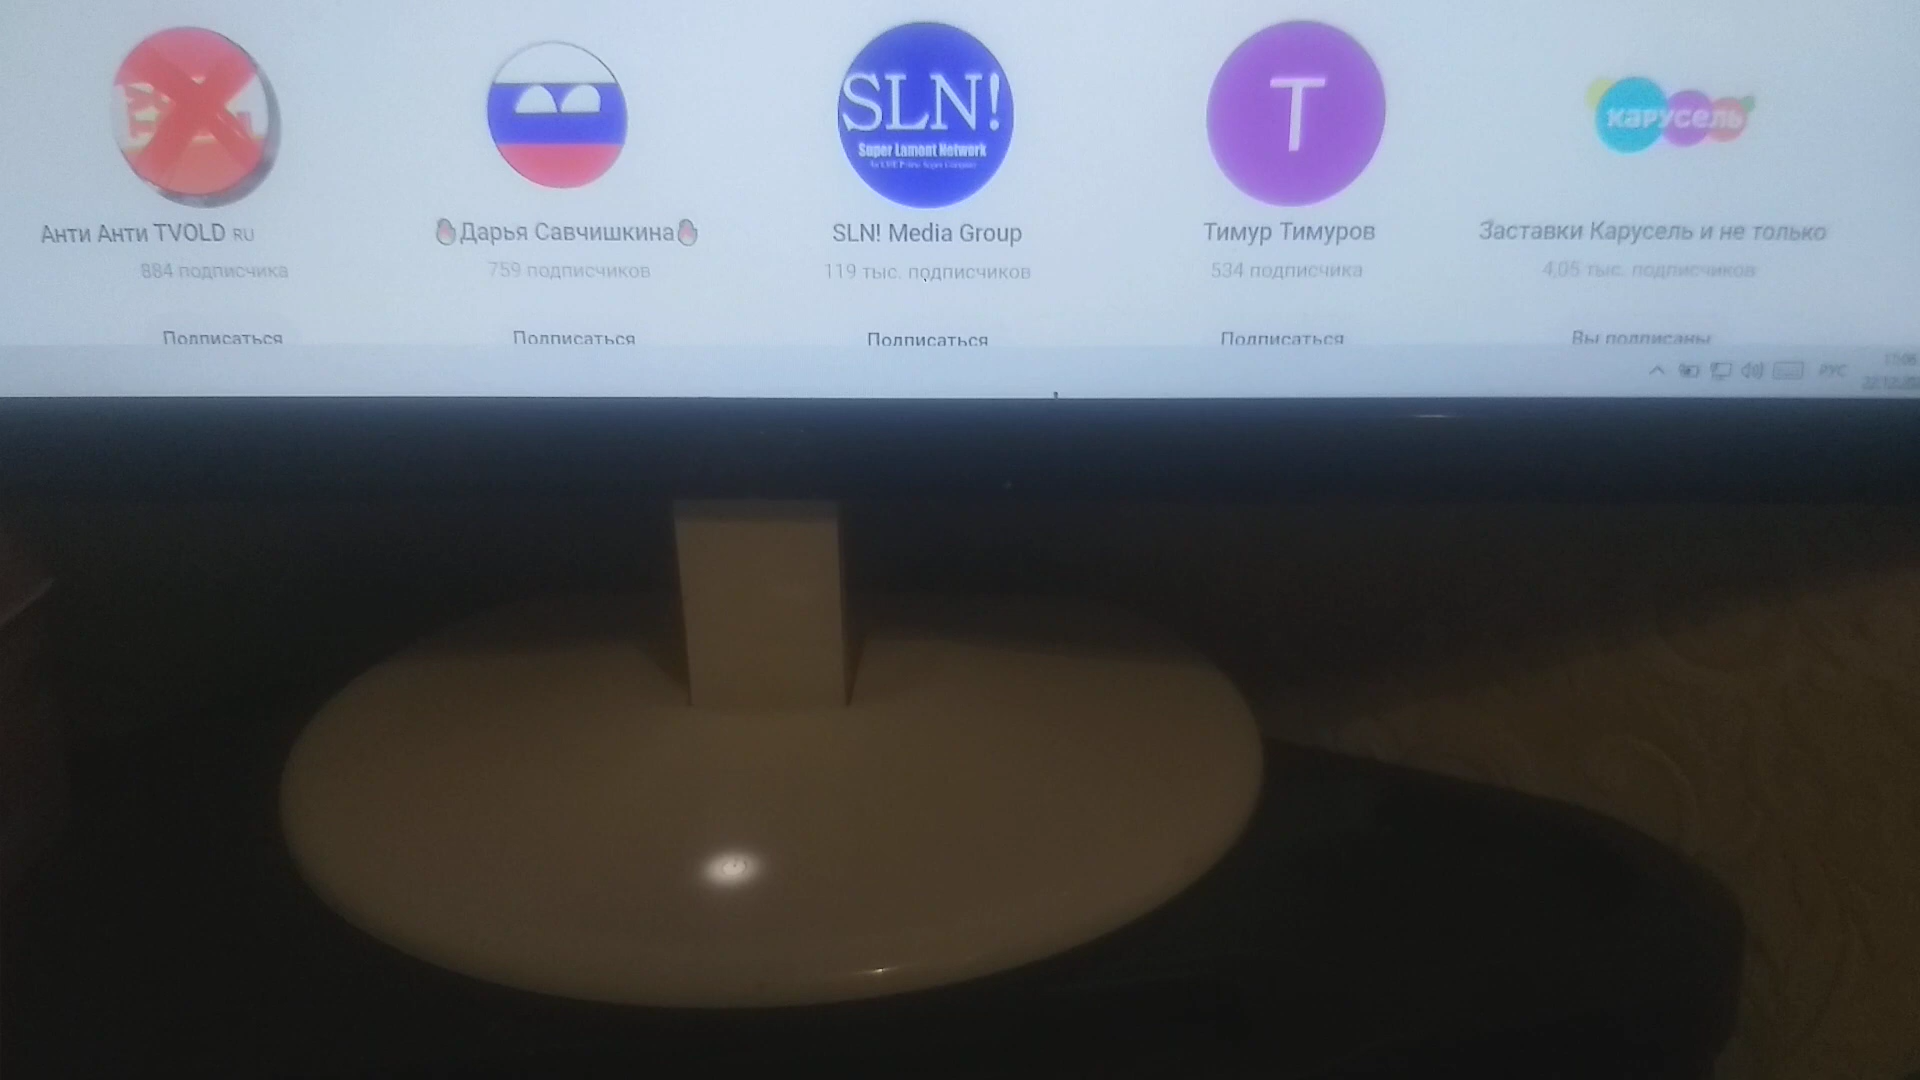 SLN!
Super Lamont Network
T
карусель
Анти Анти TVOLD RU
Дарья Савчишкина
SLN! Media Group
Тимур Тимуров
Заставки Карусель и не только
884 подписчика
759 подписчиков
119 тыс. подписчиков
534 подписчика
4,05 тыс. подписчиков
Подписаться
Подписаться
Подписаться
Подписаться
Вы подписаны
РУС